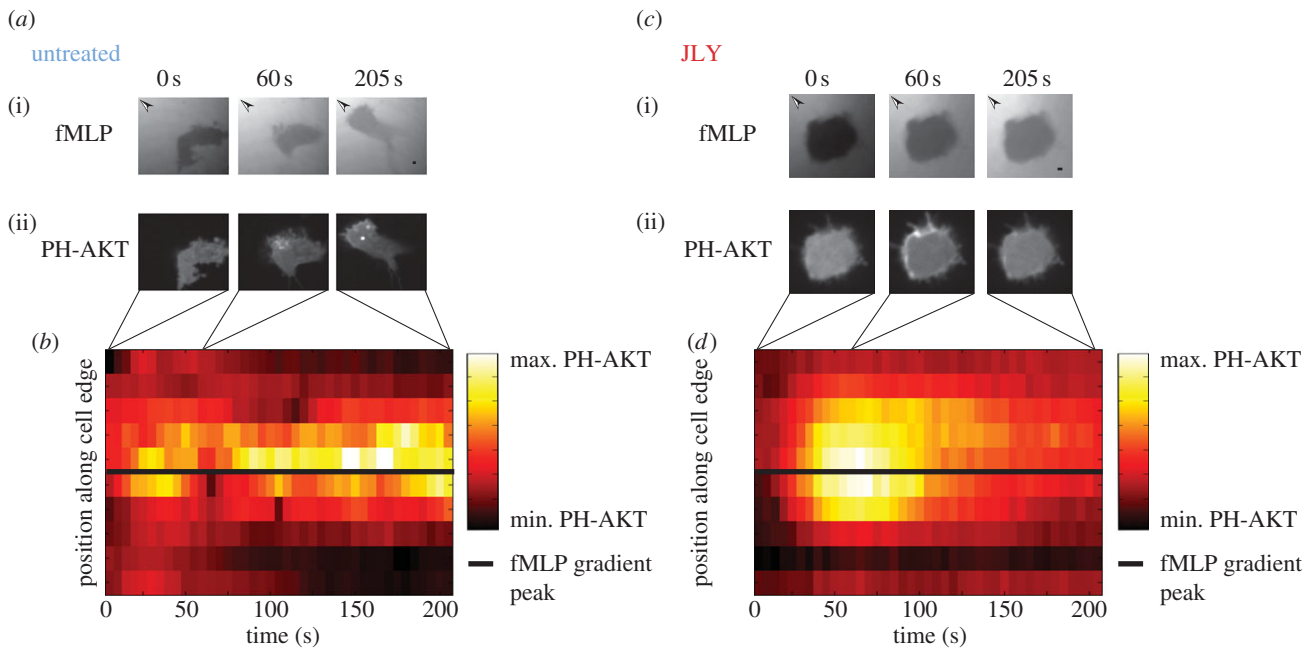 (a)
untreated
0 s 60 s 205 s
(i)
fMLP
(ii)
PH-AKT
(b)
position along cell edge
max. PH-AKT
min. PH-AKT
fMLP gradient
peak
0 50 100 150 200
time (s)
(c)
JLY
0 s 60 s 205 s
(i)
fMLP
(ii)
PH-AKT
(d)
position along cell edge
max. PH-AKT
min. PH-AKT
fMLP gradient
peak
0 50 100 150 200
time (s)